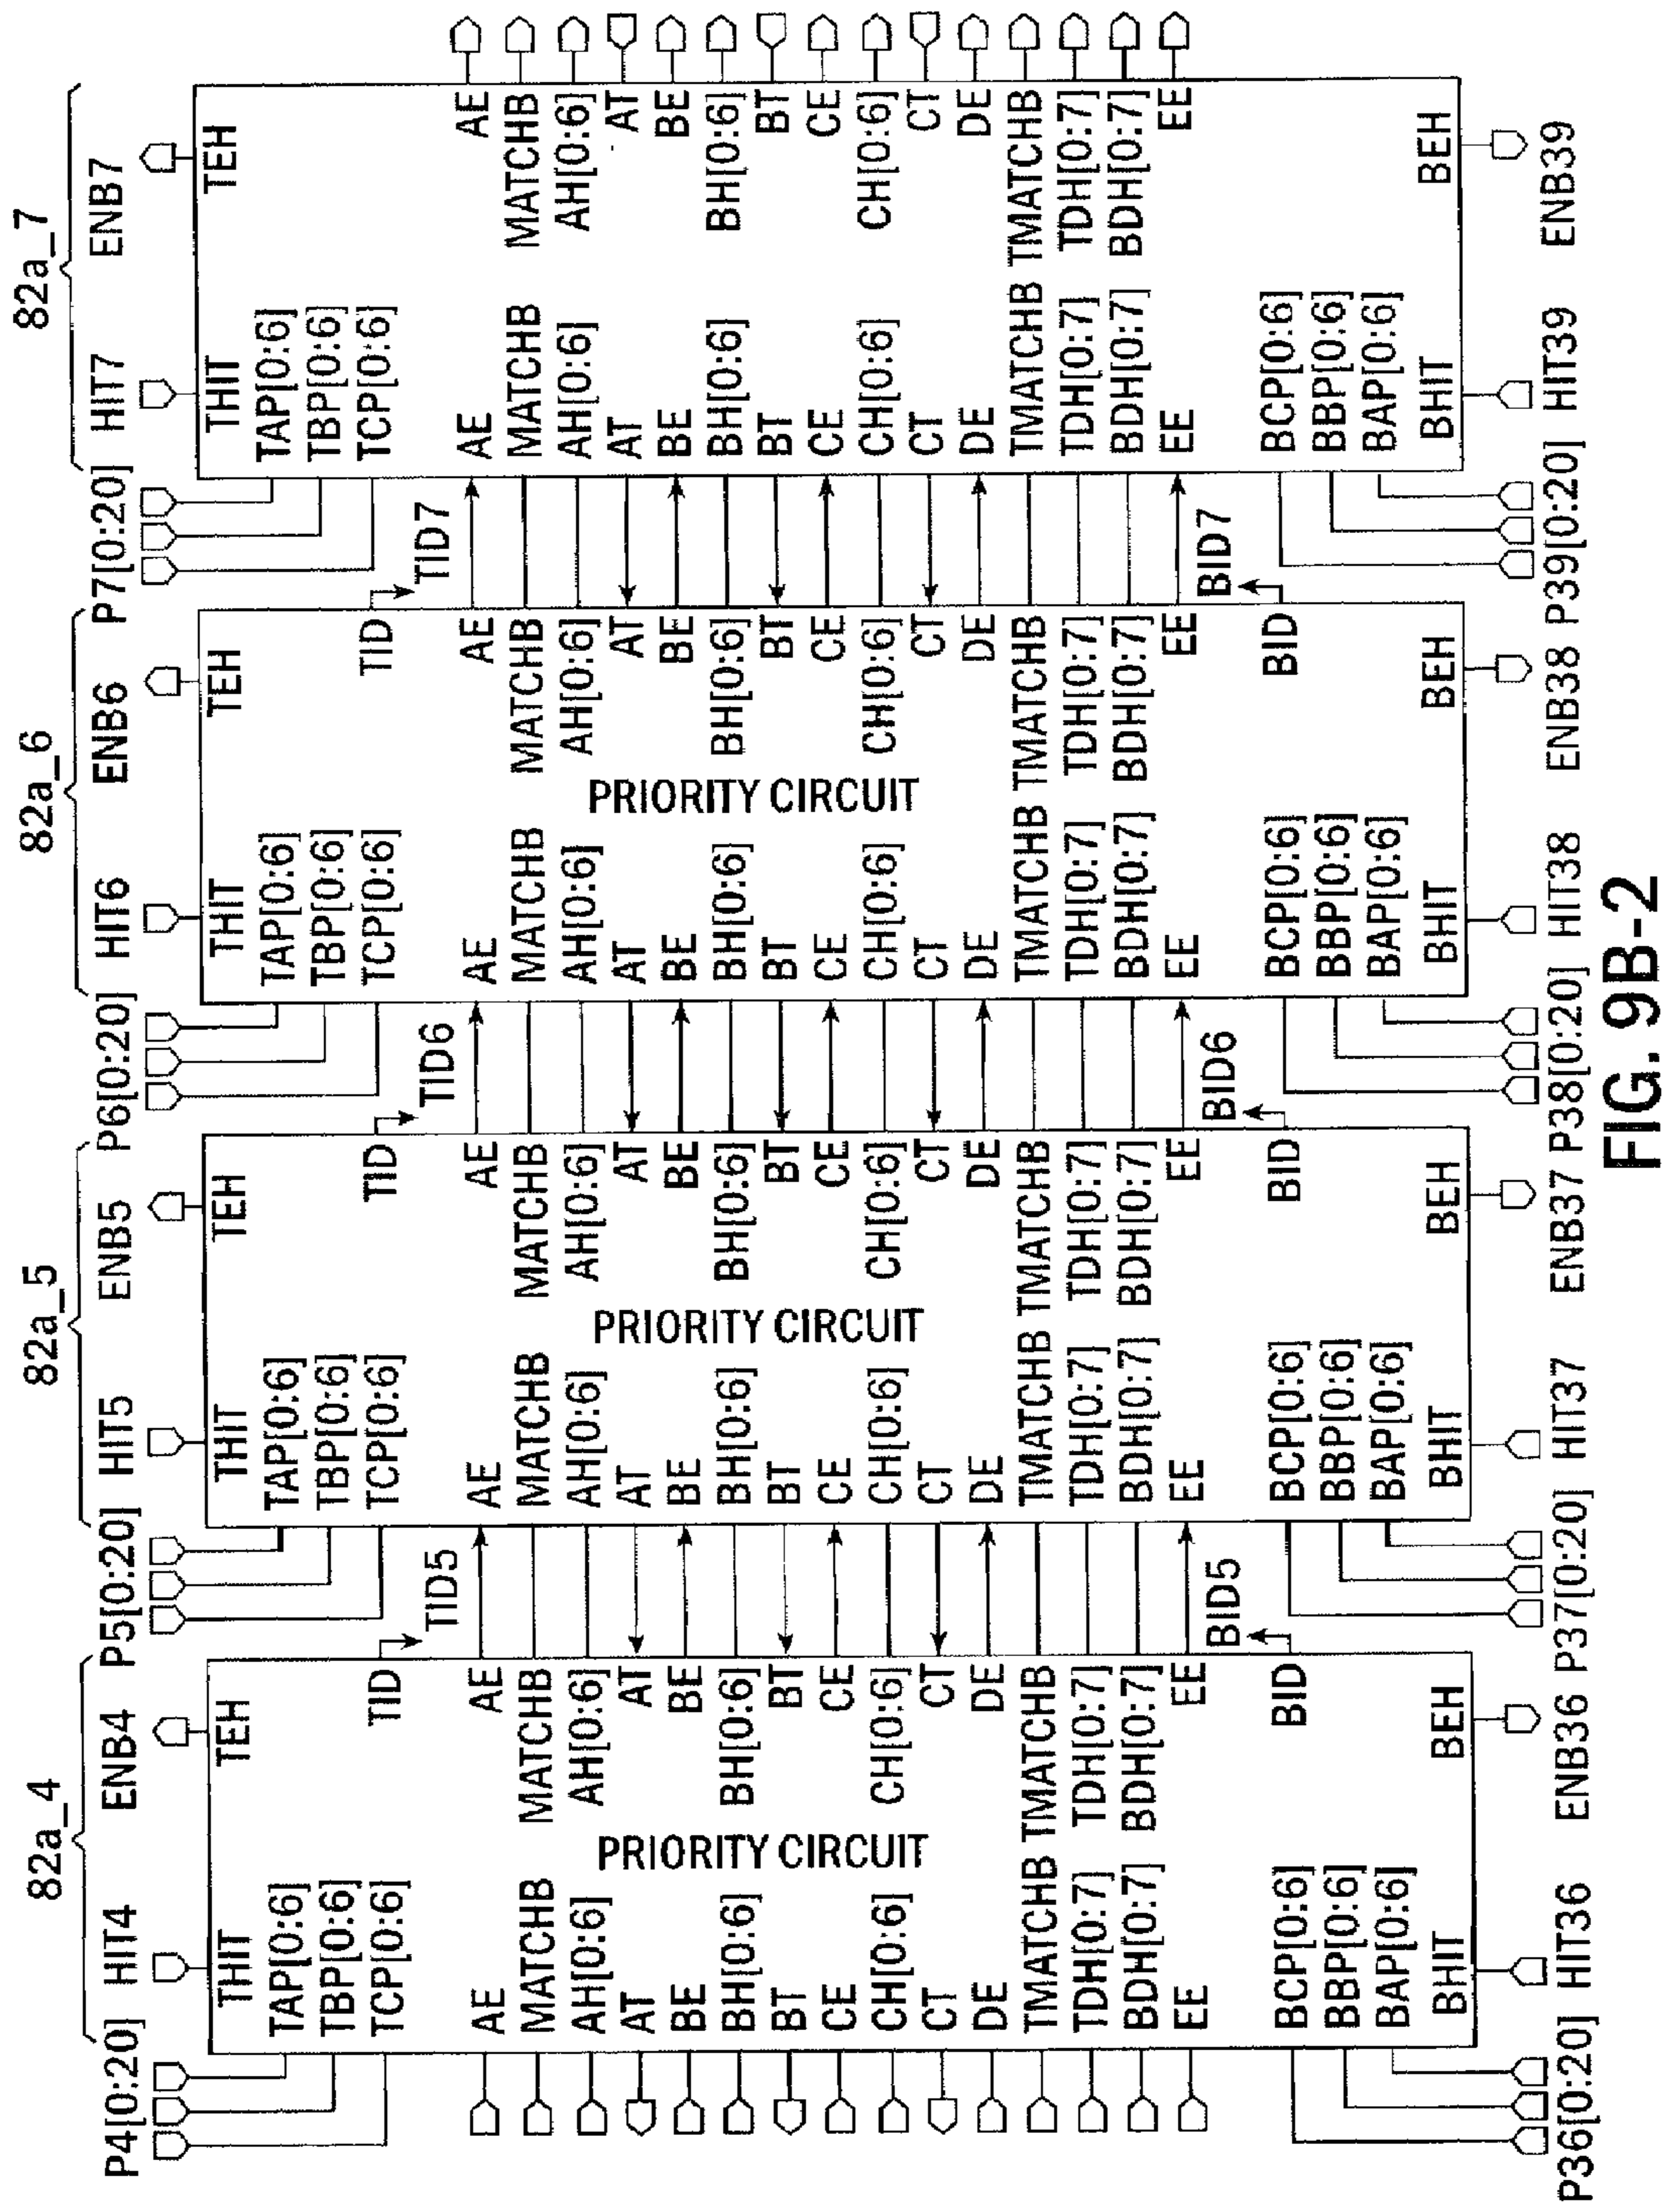 82a_4 82a_5 82a_6 82a_7
P4[0:20] HIT4 ENB4 P5[0:20] HIT5 ENB5 P6[0:20] HIT6 ENB6 P7[0:20] HIT7 ENB7
THIT TEH THIT TEH THIT TEH THIT TEH
TAP[0:6] TAP[0:6] TAP[0:6] TAP[0:6]
TBP[0:6] TBP[0:6] TBP[0:6] TBP[0:6]
TCP[0:6] TID TCP[0:6] TID TCP[0:6] TID TCP[0:6]
TID5 TID6 TID7
AE AE AE AE AE AE AE AE
MATCHB MATCHB MATCHB MATCHB MATCHB MATCHB MATCHB MATCHB
AH[0:6] AH[0:6] AH[0:6] AH[0:6] AH[0:6] AH[0:6] AH[0:6] AH[0:6]
PRIORITY CIRCUIT PRIORITY CIRCUIT PRIORITY CIRCUIT
AT AT AT AT AT AT AT AT
BE BE BE BE BE BE BE BE
BH[0:6] BH[0:6] BH[0:6] BH[0:6] BH[0:6] BH[0:6] BH[0:6] BH[0:6]
BT BT BT BT BT BT BT BT
CE CE CE CE CE CE CE CE
CH[0:6] CH[0:6] CH[0:6] CH[0:6] CH[0:6] CH[0:6] CH[0:6] CH[0:6]
CT CT CT CT CT CT CT CT
DE DE DE DE DE DE DE DE
TMATCHB TMATCHB TMATCHB TMATCHB TMATCHB TMATCHB TMATCHB TMATCHB
TDH[0:7] TDH[0:7] TDH[0:7] TDH[0:7] TDH[0:7] TDH[0:7] TDH[0:7] TDH[0:7]
BDH[0:7] BDH[0:7] BDH[0:7] BDH[0:7] BDH[0:7] BDH[0:7] BDH[0:7] BDH[0:7]
EE EE EE EE EE EE EE EE
BID5 BID6 BID7
BCP[0:6] BID BCP[0:6] BID BCP[0:6] BID BCP[0:6]
BBP[0:6] BBP[0:6] BBP[0:6] BBP[0:6]
BAP[0:6] BAP[0:6] BAP[0:6] BAP[0:6]
BHIT BEH BHIT BEH BHIT BEH BHIT BEH
P36[0:20] HIT36 ENB36 P37[0:20] HIT37 ENB37 P38[0:20] HIT38 ENB38 P39[0:20] HIT39 ENB39
FIG. 9B-2